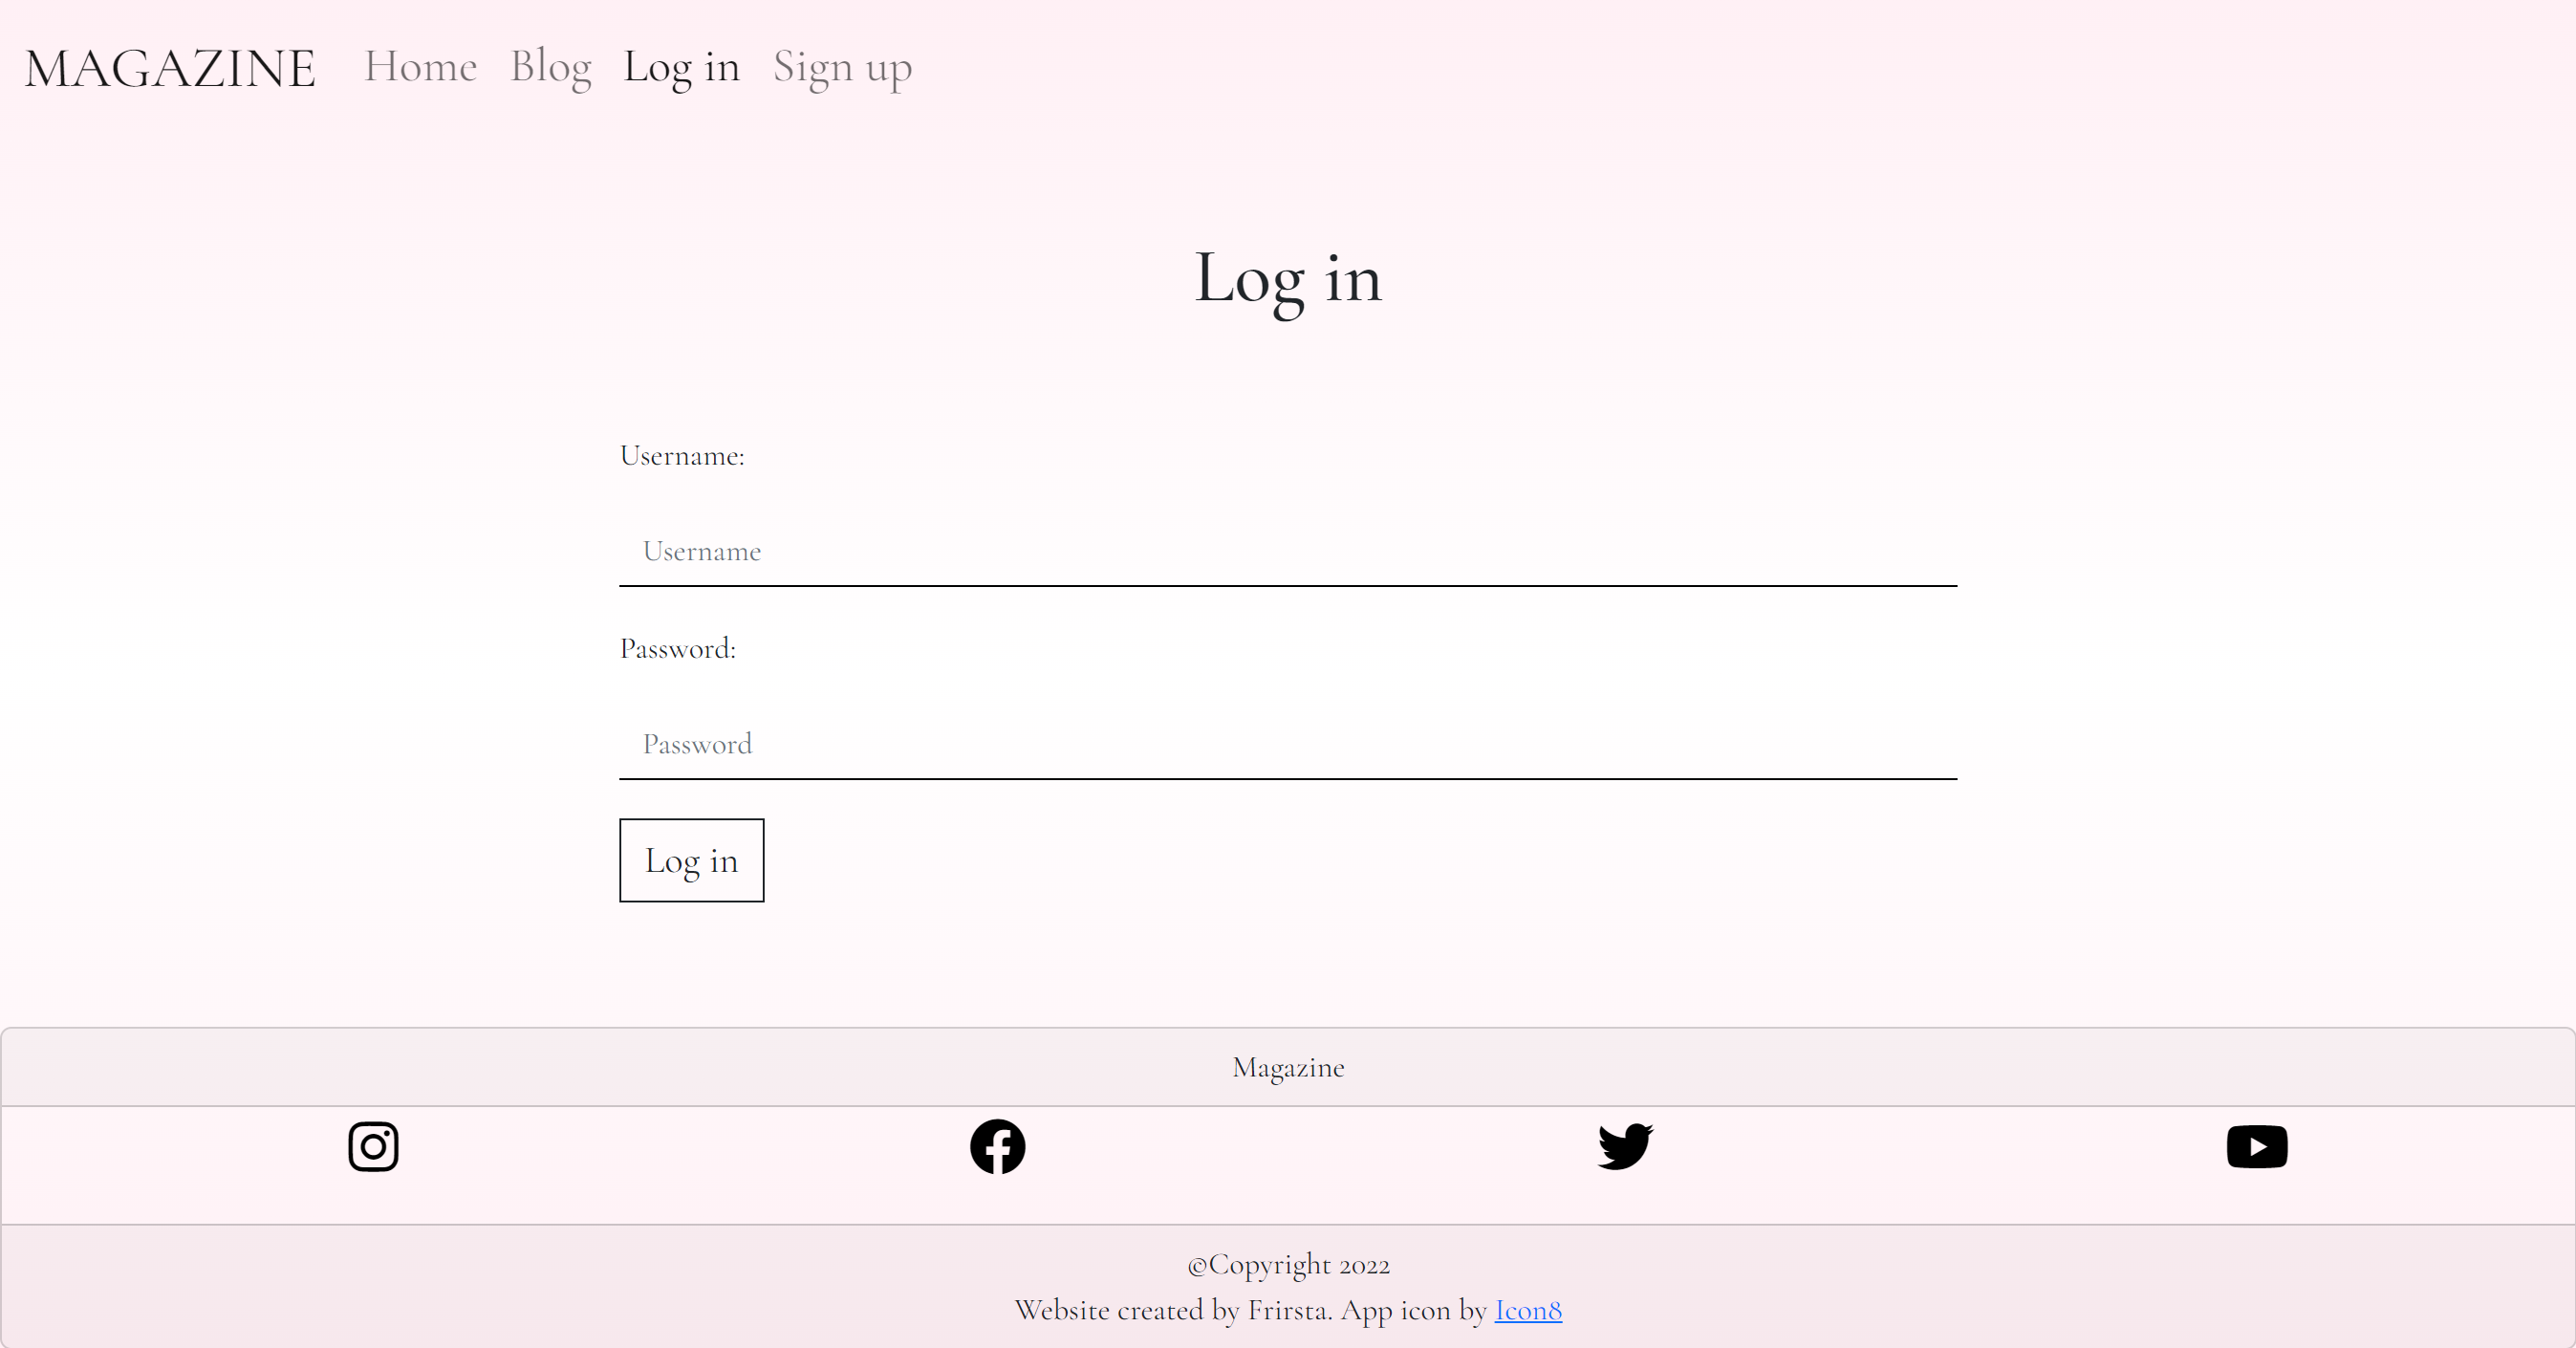 MAGAZINE Home Blog Log in Sign up
Log in
Username:
Username
Password:
Password
Log in
Magazine
©Copyright 2022
Website created by Frirsta. App icon by Icon8